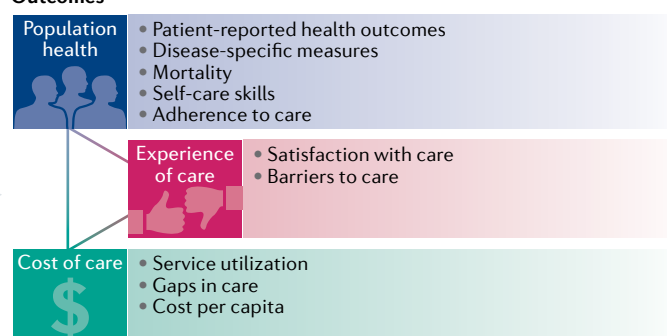 Outcomes
Population health
• Patient-reported health outcomes
• Disease-specific measures
• Mortality
• Self-care skills
• Adherence to care
Experience of care
• Satisfaction with care
• Barriers to care
Cost of care
• Service utilization
• Gaps in care
• Cost per capita
$